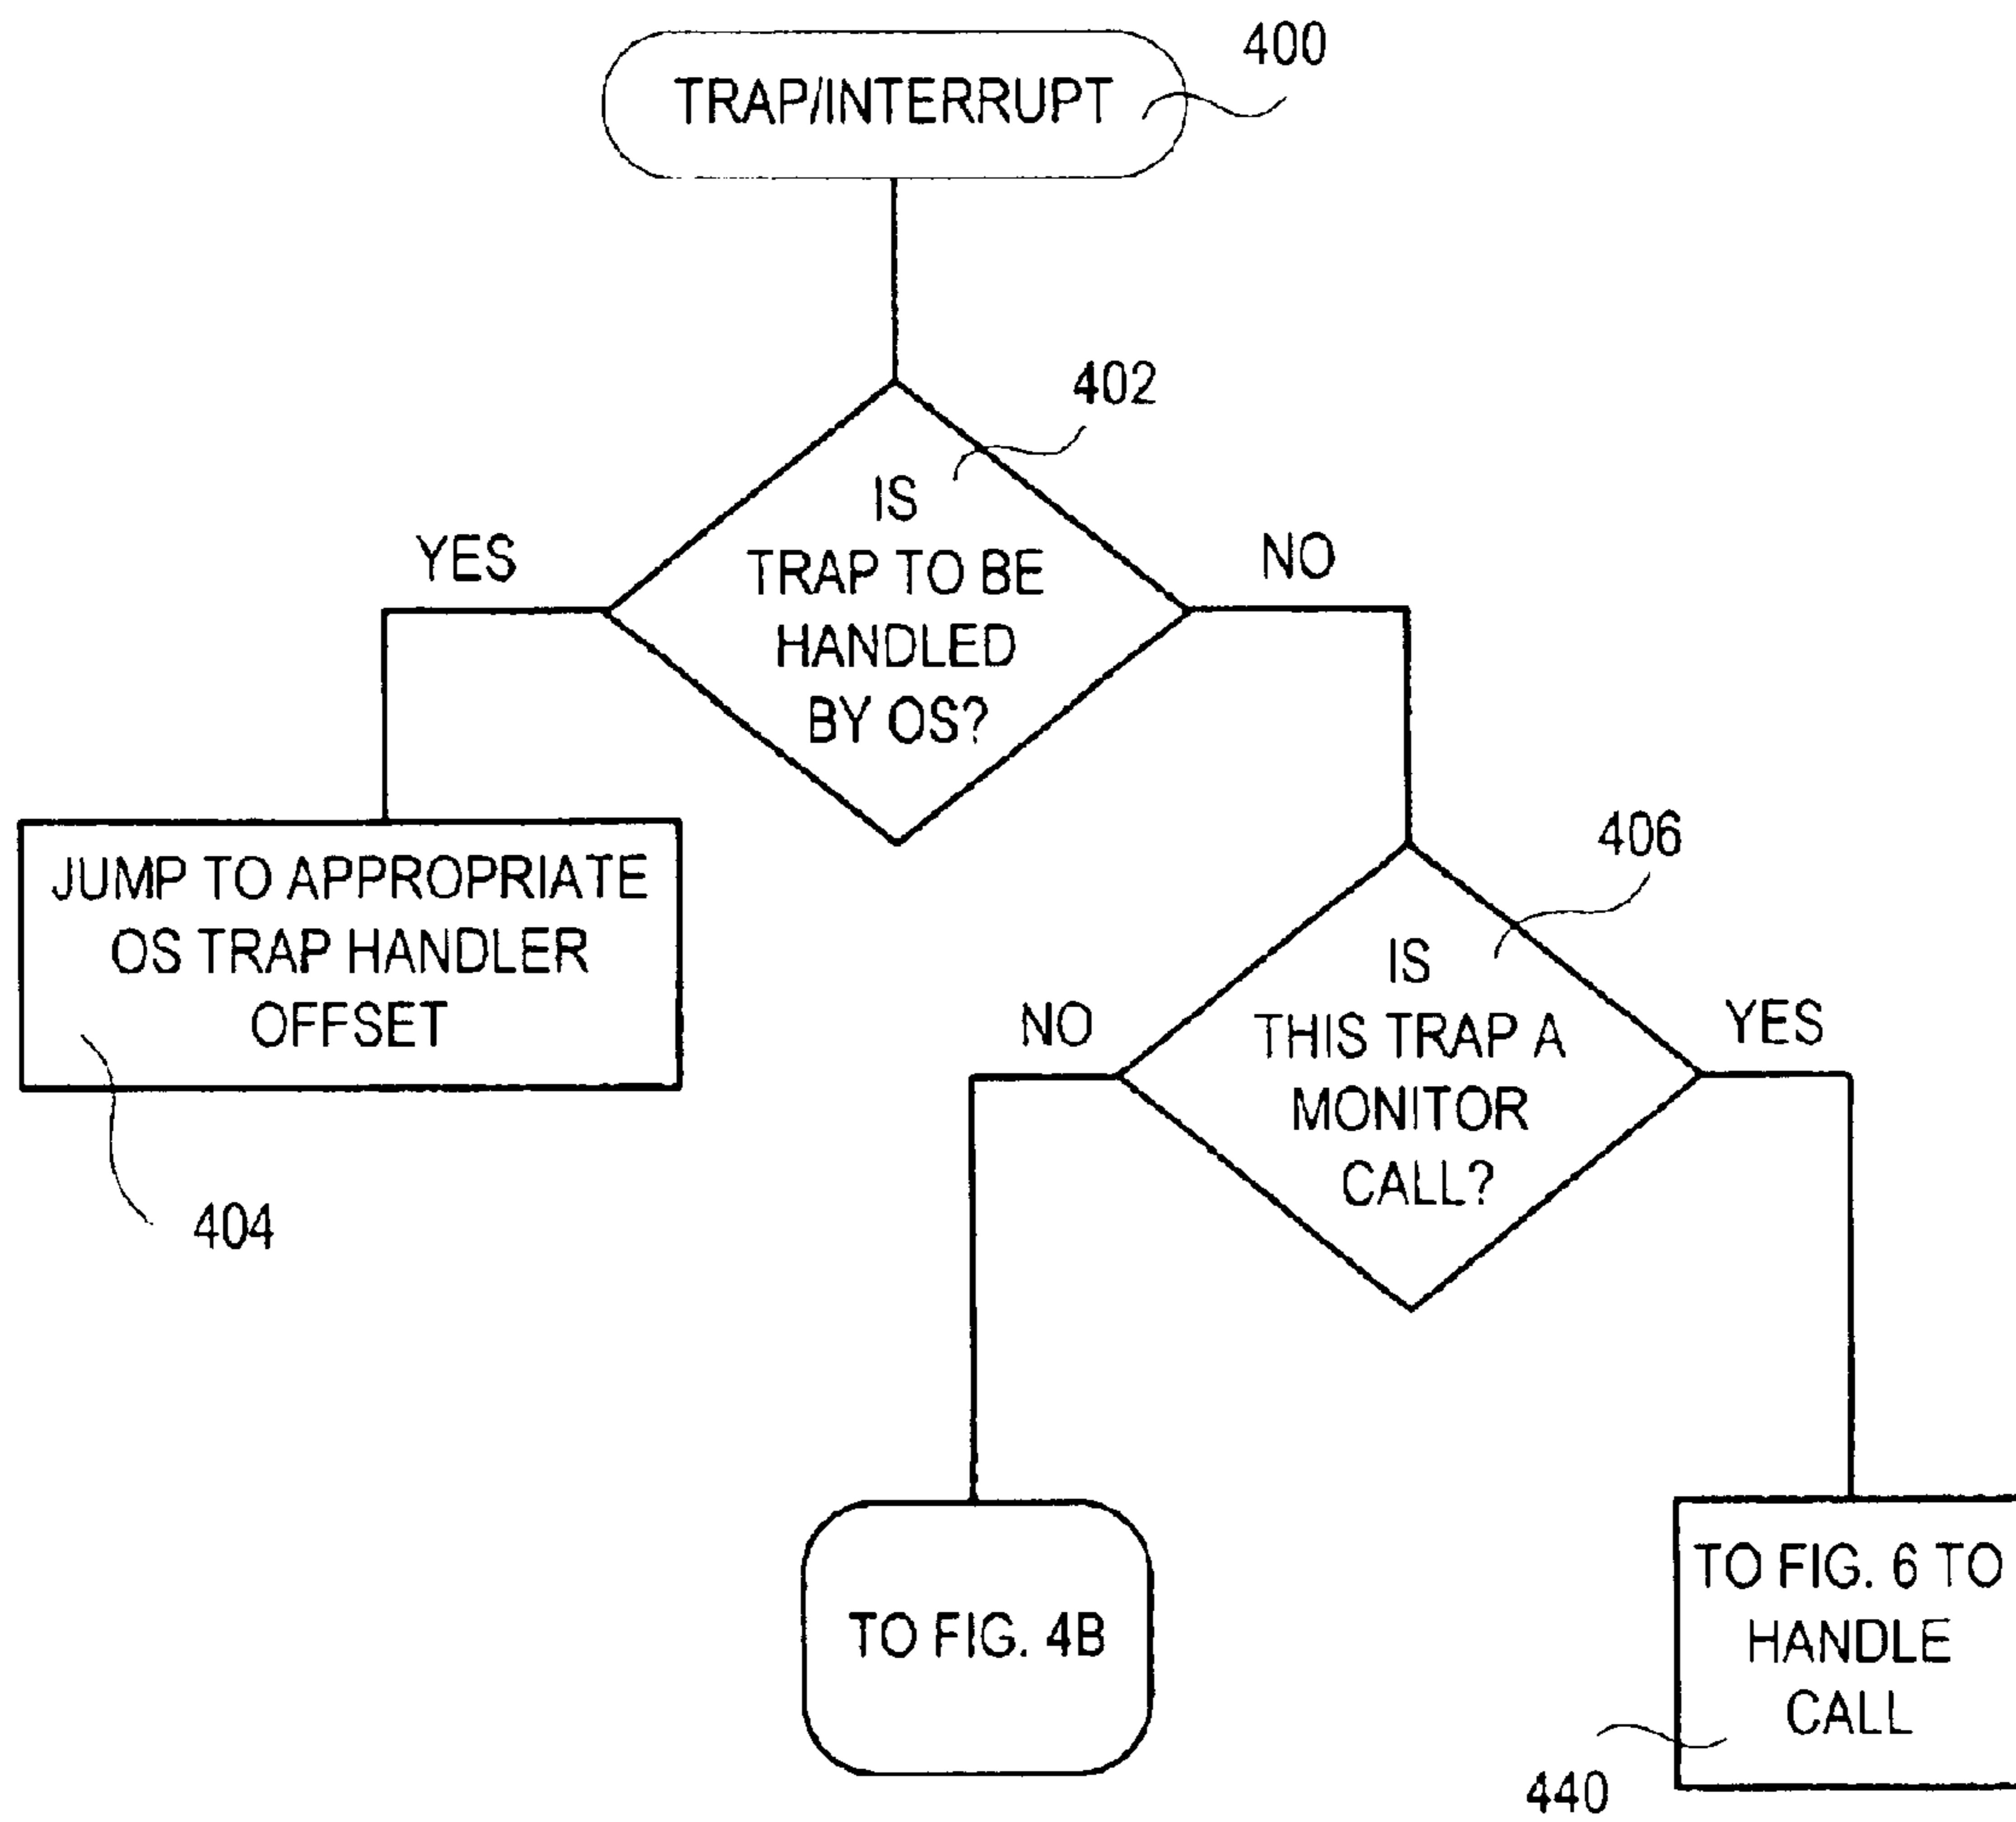 400
TRAP/INTERRUPT
402
IS
TRAP TO BE
HANDLED
BY OS?
YES
NO
JUMP TO APPROPRIATE
OS TRAP HANDLER
OFFSET
404
406
IS
THIS TRAP A
MONITOR
CALL?
NO
YES
TO FIG. 4B
TO FIG. 6 TO
HANDLE
CALL
440